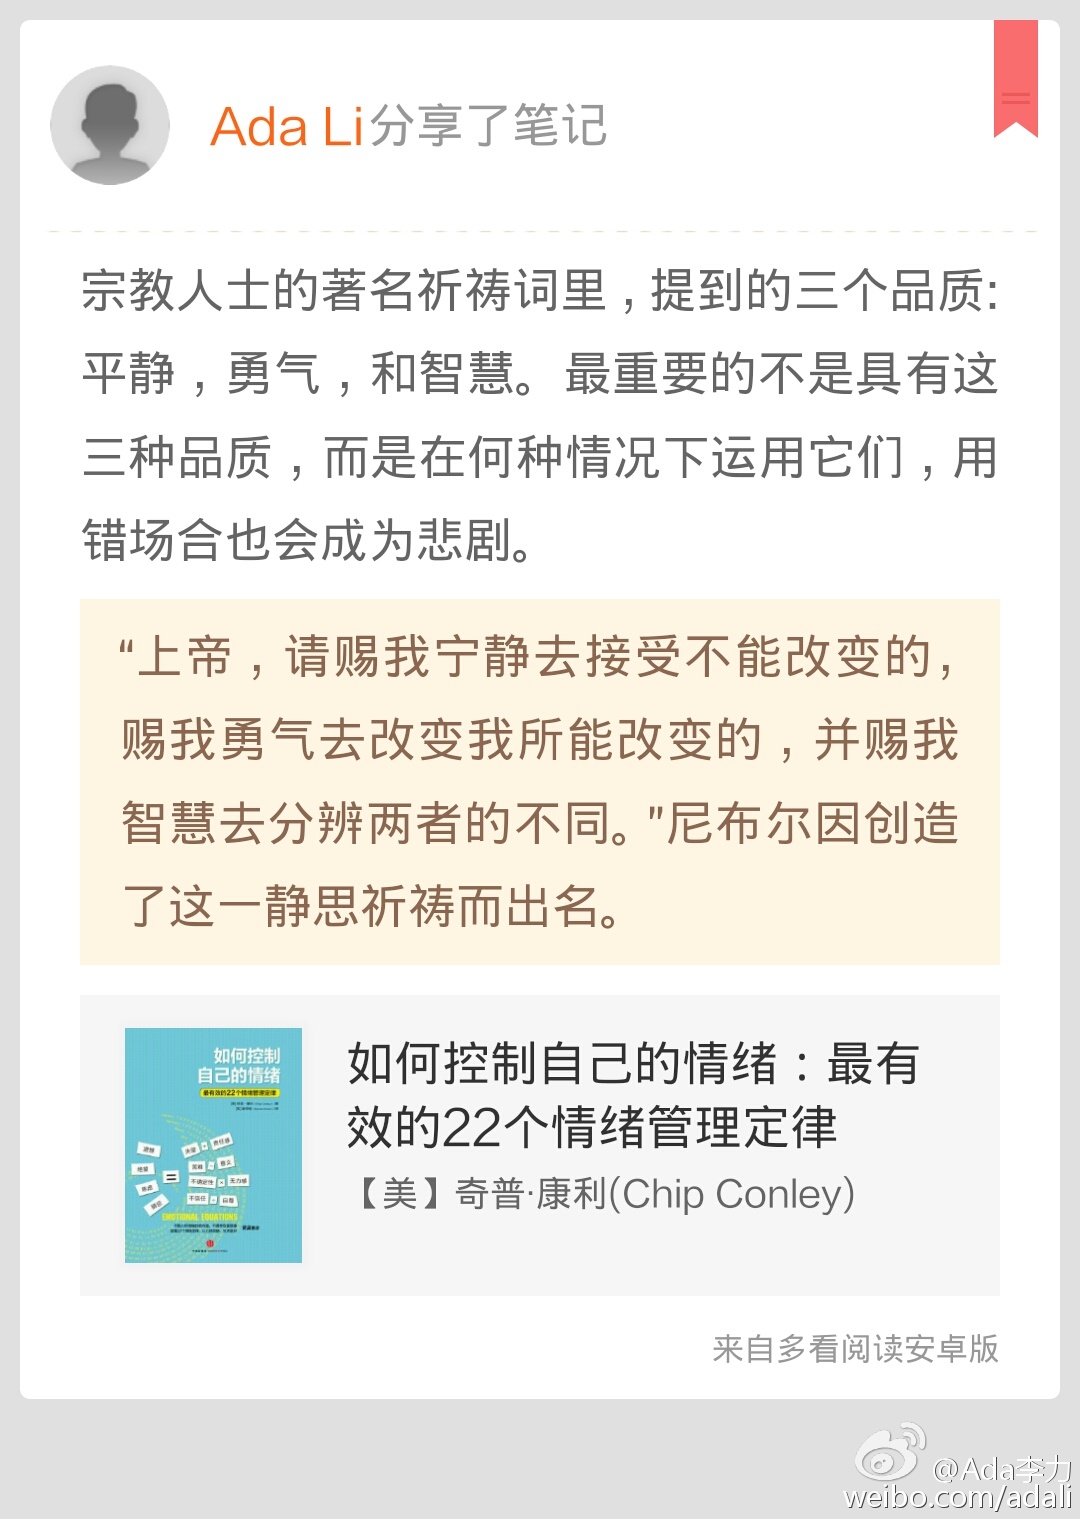 Ada Li分享了笔记
宗教人士的著名祈祷词里，提到的三个品质:
平静，勇气，和智慧。最重要的不是具有这
三种品质，而是在何种情况下运用它们，用
错场合也会成为悲剧。
“上帝，请赐我宁静去接受不能改变的，
赐我勇气去改变我所能改变的，并赐我
智慧去分辨两者的不同。”尼布尔因创造
了这一静思祈祷而出名。
如何控制
自己的情绪
最有效的22个情绪管理定律
EMOTIONAL EQUATIONS
如何控制自己的情绪：最有
效的22个情绪管理定律
【美】奇普·康利(Chip Conley)
来自多看阅读安卓版
@Ada李力
weibo.com/adali